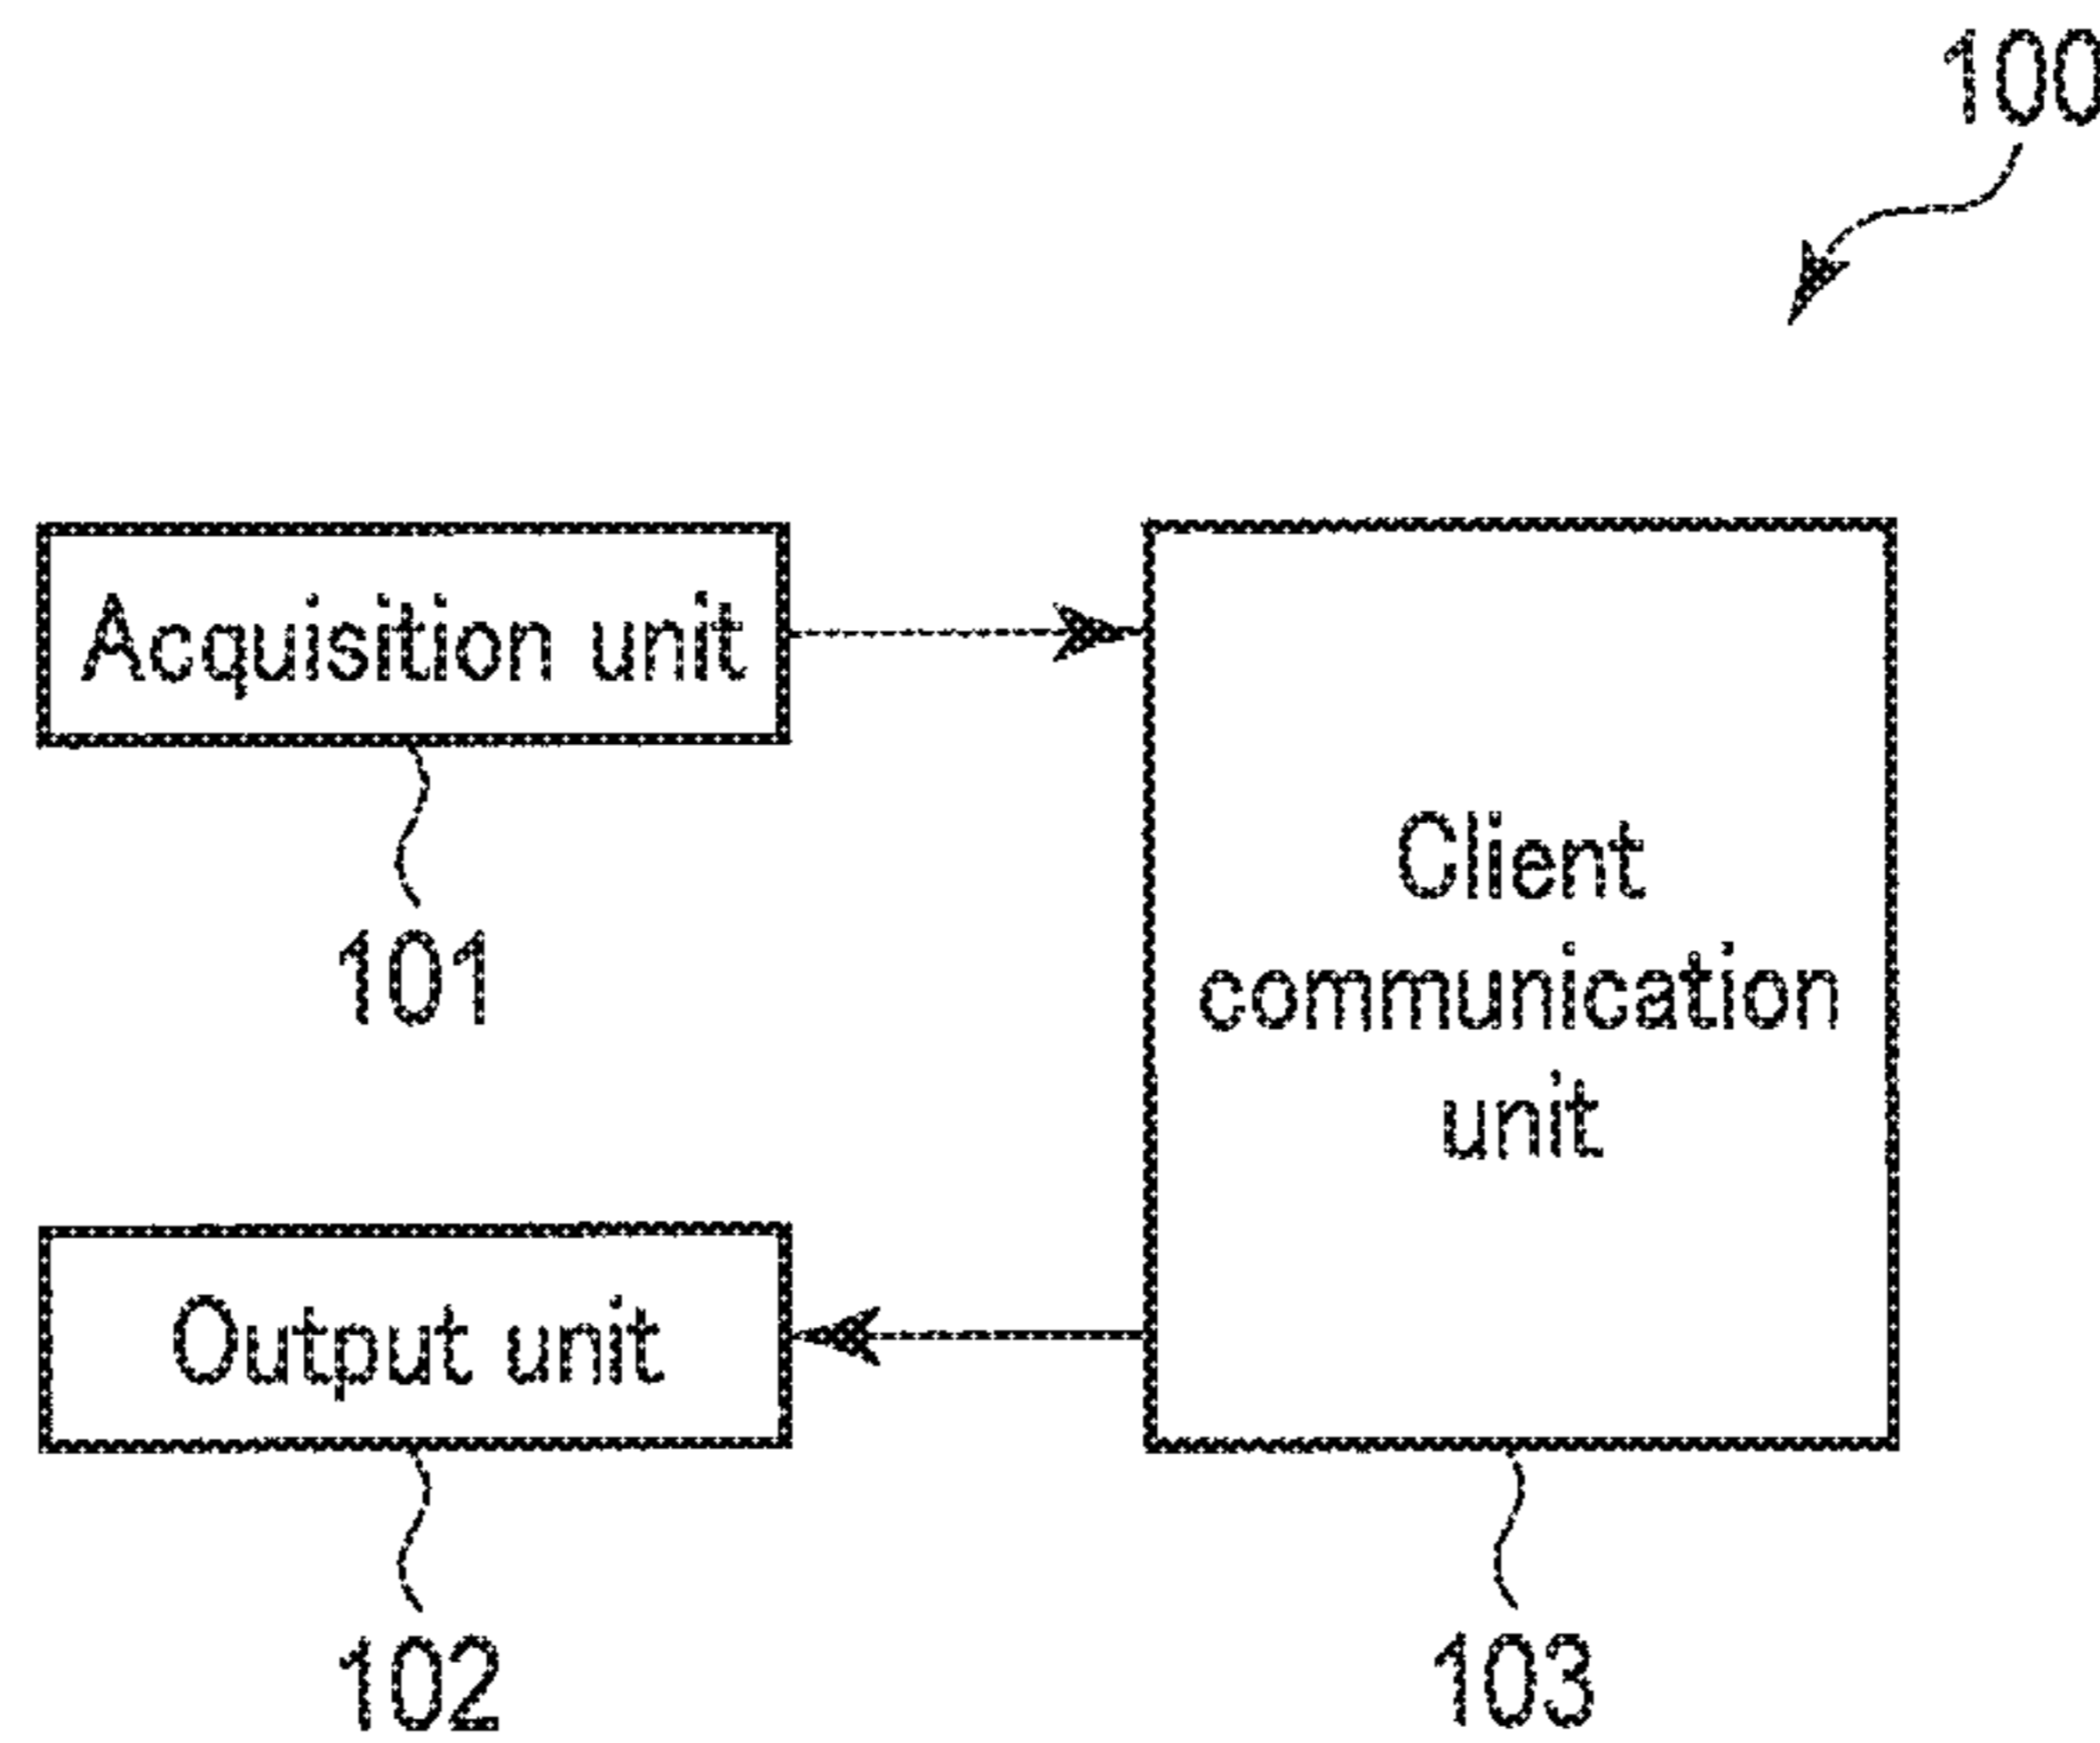 100
Acquisition unit
101
Client
communication
unit
Output unit
102
103